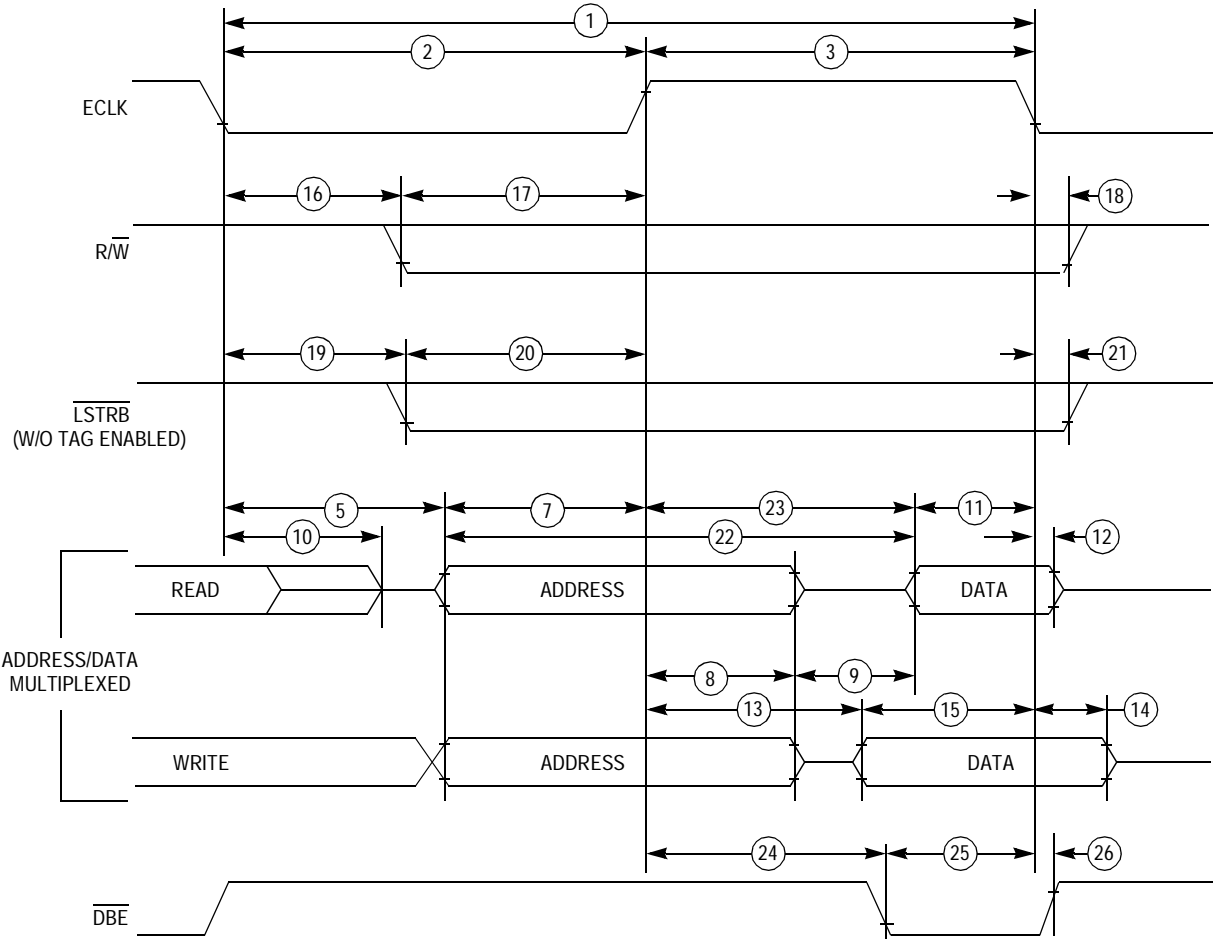 1
2
3
ECLK
16
17
18
R/W
19
20
21
LSTRB
(W/O TAG ENABLED)
5
7
23
11
10
22
12
READ
ADDRESS
DATA
ADDRESS/DATA
MULTIPLEXED
8
9
13
15
14
WRITE
ADDRESS
DATA
24
25
26
DBE